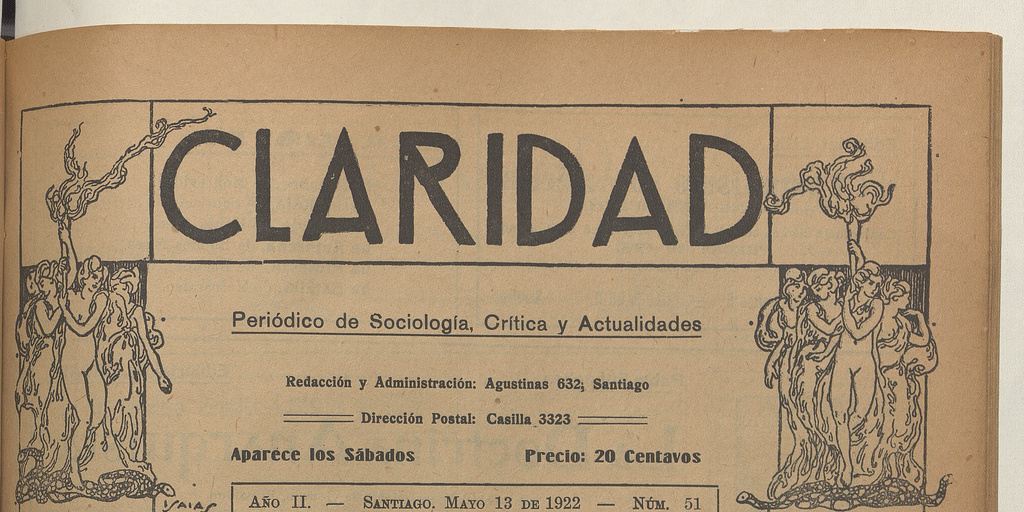 CLARIDAD
Periódico de Sociología, Crítica y Actualidades
Redacción y Administración: Agustinas 632; Santiago
Dirección Postal: Casilla 3323
Aparece los Sábados Precio: 20 Centavos
AÑO II. — SANTIAGO. MAYO 13 DE 1922 — NÚM. 51
ISAIAS